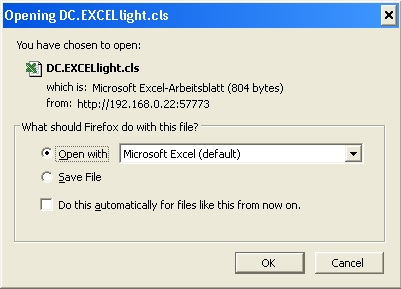 Opening DC.EXCELlight.cls
You have chosen to open:
DC.EXCELlight.cls
which is: Microsoft Excel-Arbeitsblatt (804 bytes)
from: http://192.168.0.22:57773
What should Firefox do with this file?
Open with Microsoft Excel (default)
Save File
Do this automatically for files like this from now on.
OK Cancel